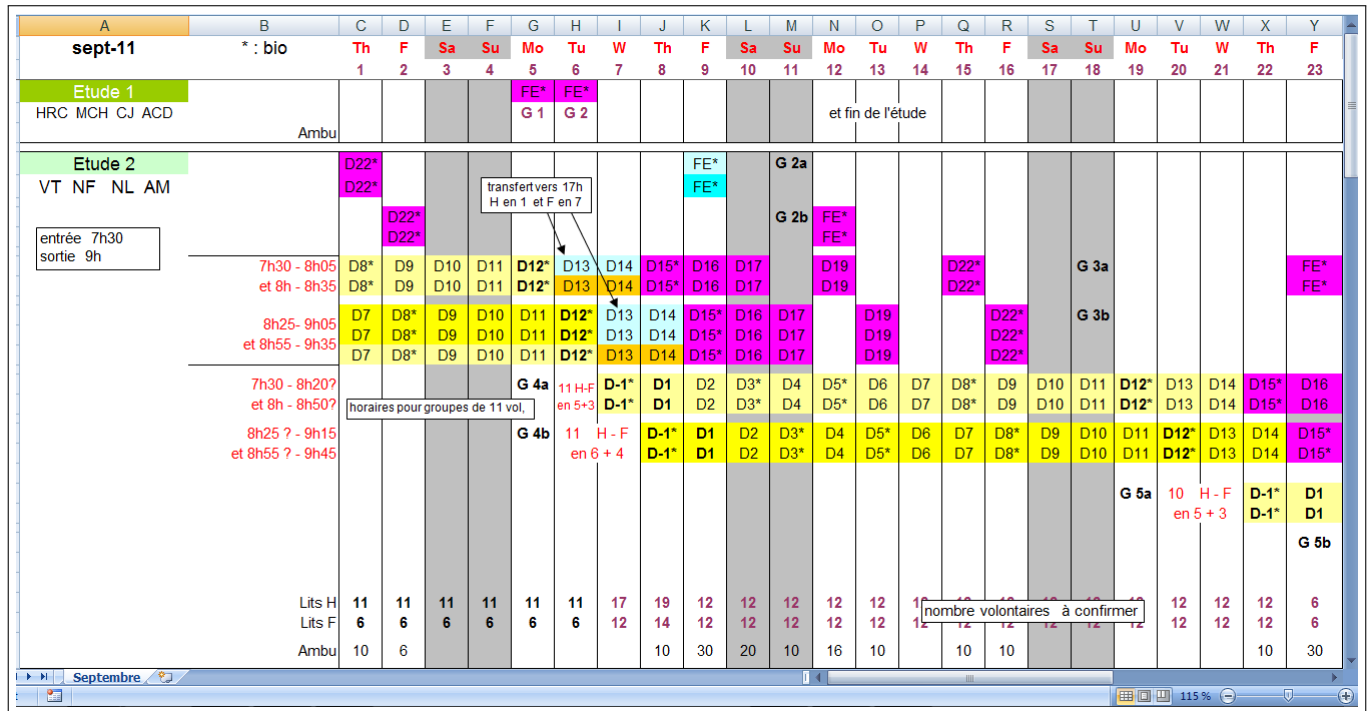 A B C D E F G H I J K L M N O P Q R S T U V W X Y
sept-11 * : bio Th F Sa Su Mo Tu W Th F Sa Su Mo Tu W Th F Sa Su Mo Tu W Th F
1 2 3 4 5 6 7 8 9 10 11 12 13 14 15 16 17 18 19 20 21 22 23
Etude 1 FE* FE*
HRC MCH CJ ACD G 1 G 2 et fin de l'étude
Ambu
Etude 2 D22* FE* G 2a
VT NF NL AM D22* FE*
transfert vers 17h
H en 1 et F en 7
D22* G 2b FE*
D22* FE*
entrée 7h30
sortie 9h
7h30 - 8h05 D8* D9 D10 D11 D12* D13 D14 D15* D16 D17 D19 D22* G 3a FE*
et 8h - 8h35 D8* D9 D10 D11 D12* D13 D14 D15* D16 D17 D19 D22* FE*
D7 D8* D9 D10 D11 D12* D13 D14 D15* D16 D17 D19 D22* G 3b
8h25- 9h05 D7 D8* D9 D10 D11 D12* D13 D14 D15* D16 D17 D19 D22*
et 8h55 - 9h35 D7 D8* D9 D10 D11 D12* D13 D14 D15* D16 D17 D19 D22*
7h30 - 8h20? G 4a 11 H-F D-1* D1 D2 D3* D4 D5* D6 D7 D8* D9 D10 D11 D12* D13 D14 D15* D16
et 8h - 8h50? horaires pour groupes de 11 vol, en 5+3 D-1* D1 D2 D3* D4 D5* D6 D7 D8* D9 D10 D11 D12* D13 D14 D15* D16
8h25 ? - 9h15 G 4b 11 H - F D-1* D1 D2 D3* D4 D5* D6 D7 D8* D9 D10 D11 D12* D13 D14 D15*
et 8h55 ? - 9h45 en 6 + 4 D-1* D1 D2 D3* D4 D5* D6 D7 D8* D9 D10 D11 D12* D13 D14 D15*
G 5a 10 H - F D-1* D1
en 5 + 3 D-1* D1
G 5b
Lits H 11 11 11 11 11 11 17 19 12 12 12 12 12 12 12 12 6
nombre volontaires à confirmer
Lits F 6 6 6 6 6 6 12 14 12 12 12 12 12 12 12 12 6
Ambu 10 6 10 30 20 10 16 10 10 10 10 30
Septembre
115 %